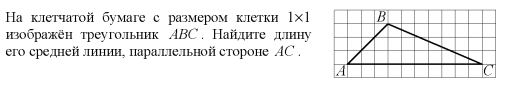 На клетчатой бумаге с размером клетки 1×1
изображён треугольник ABC . Найдите длину
его средней линии, параллельной стороне AC .
B
A
C